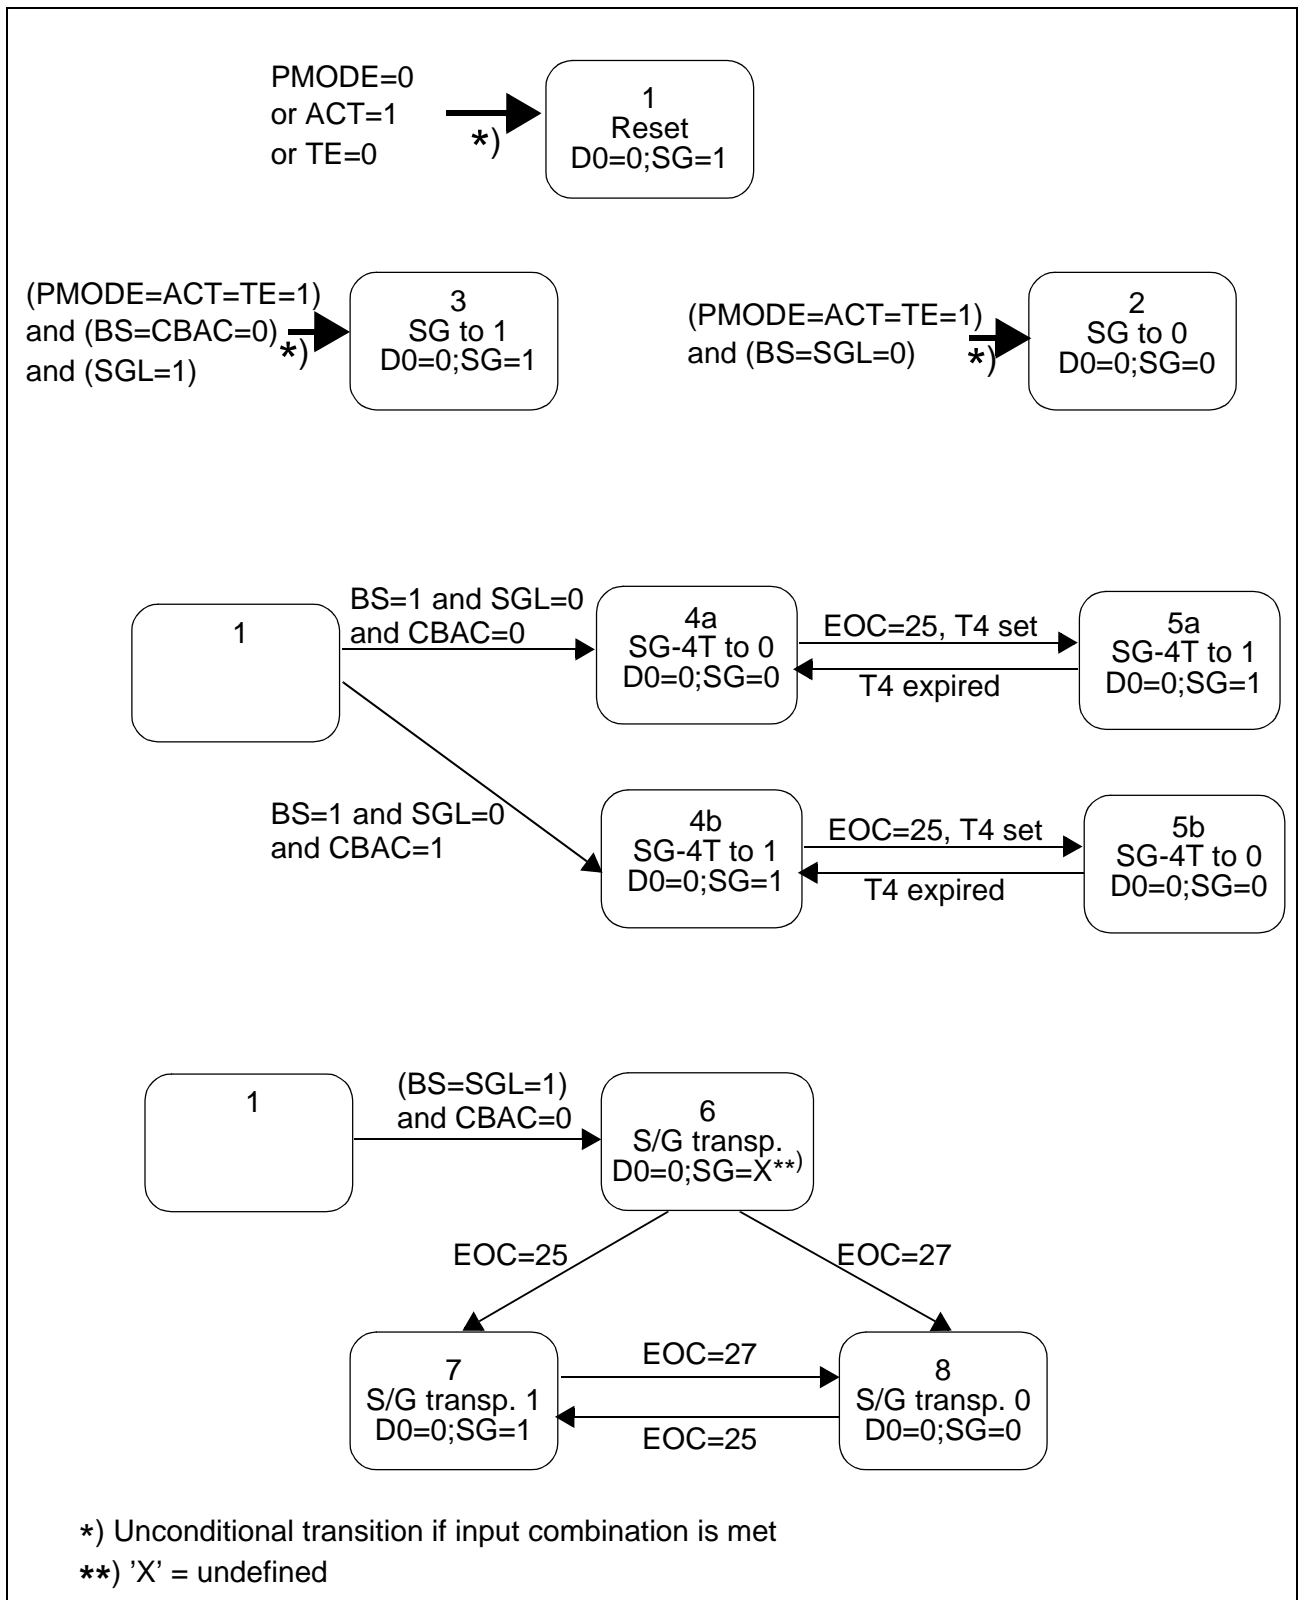 PMODE=0
or ACT=1
or TE=0
*)
1
Reset
D0=0;SG=1
(PMODE=ACT=TE=1)
and (BS=CBAC=0)
and (SGL=1)
*)
3
SG to 1
D0=0;SG=1
(PMODE=ACT=TE=1)
and (BS=SGL=0)
*)
2
SG to 0
D0=0;SG=0
1
BS=1 and SGL=0
and CBAC=0
4a
SG-4T to 0
D0=0;SG=0
EOC=25, T4 set
T4 expired
5a
SG-4T to 1
D0=0;SG=1
BS=1 and SGL=0
and CBAC=1
4b
SG-4T to 1
D0=0;SG=1
EOC=25, T4 set
T4 expired
5b
SG-4T to 0
D0=0;SG=0
1
(BS=SGL=1)
and CBAC=0
6
S/G transp.
D0=0;SG=X**)
EOC=25
EOC=27
7
S/G transp. 1
D0=0;SG=1
EOC=27
EOC=25
8
S/G transp. 0
D0=0;SG=0
*) Unconditional transition if input combination is met
**) 'X' = undefined